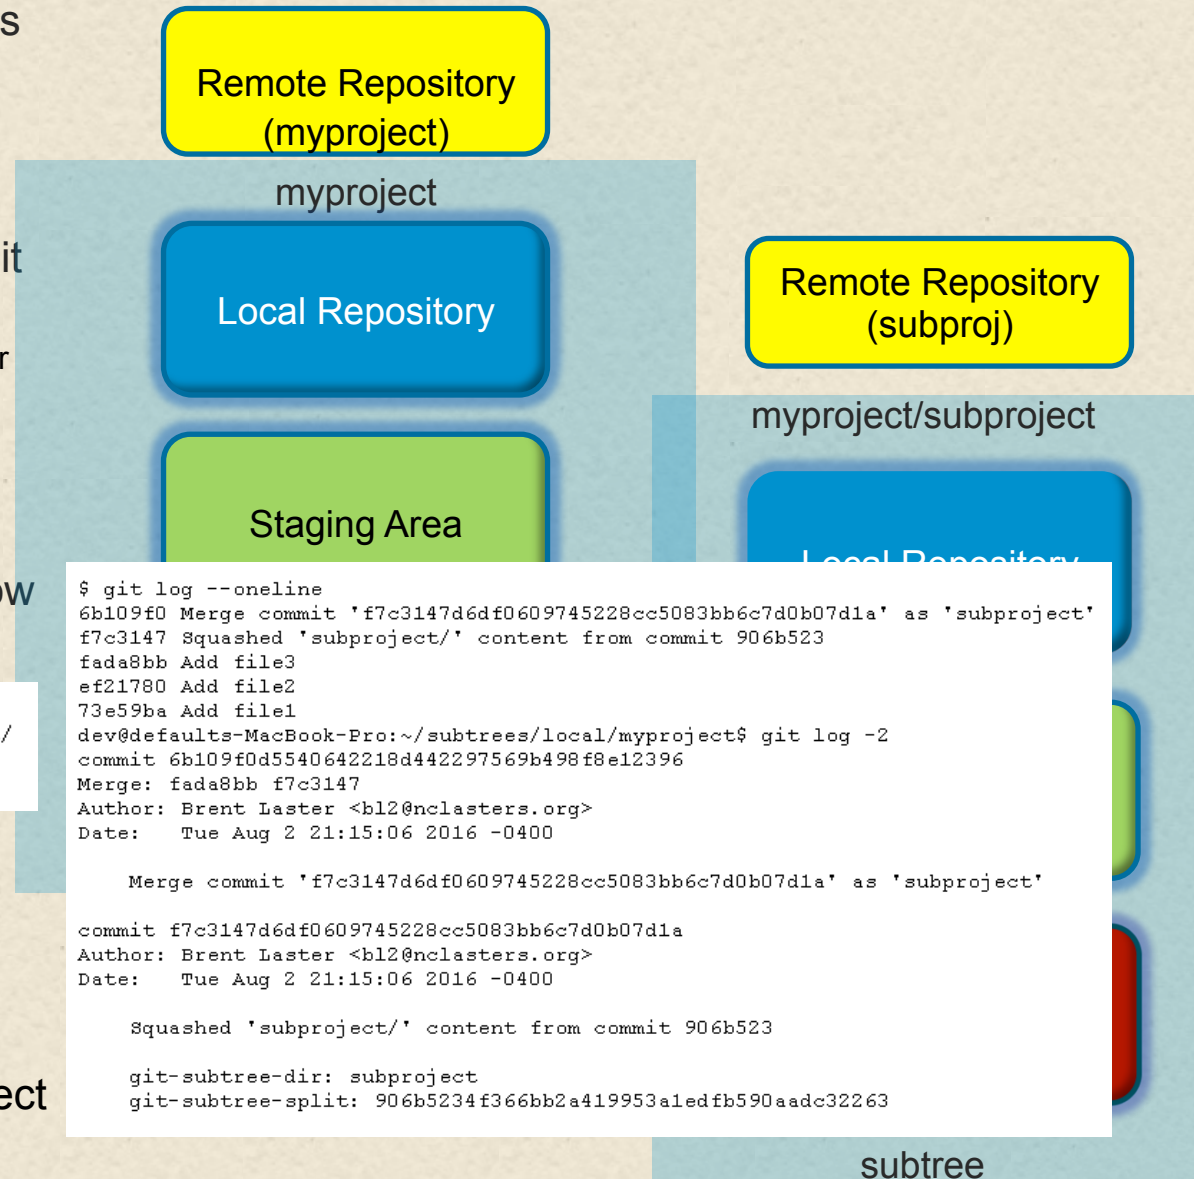 s
Remote Repository
(myproject)
myproject
it
Local Repository
Remote Repository
(subproj)
r
myproject/subproject
Staging Area
Local Repository
ow
$ git log --oneline
6b109f0 Merge commit 'f7c3147d6df0609745228cc5083bb6c7d0b07d1a' as 'subproject'
f7c3147 Squashed 'subproject/' content from commit 906b523
fada8bb Add file3
ef21780 Add file2
73e59ba Add file1
/
dev@defaults-MacBook-Pro:~/subtrees/local/myproject$ git log -2
commit 6b109f0d5540642218d442297569b498f8e12396
Merge: fada8bb f7c3147
Author: Brent Laster <bl2@nclasters.org>
Date:   Tue Aug 2 21:15:06 2016 -0400
Merge commit 'f7c3147d6df0609745228cc5083bb6c7d0b07d1a' as 'subproject'
commit f7c3147d6df0609745228cc5083bb6c7d0b07d1a
Author: Brent Laster <bl2@nclasters.org>
Date:   Tue Aug 2 21:15:06 2016 -0400
Squashed 'subproject/' content from commit 906b523
git-subtree-dir: subproject
ect
git-subtree-split: 906b5234f366bb2a419953a1edfb590aadc32263
subtree